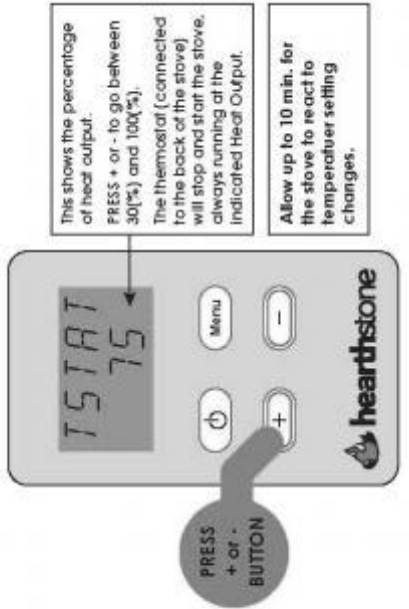 This shows the percentage
of heat output.
PRESS + or - to go between
30(%) and 100(%).
The thermostat (connected
to the back of the stove)
will stop and start the stove,
always running at the
indicated Heat Output.
Allow up to 10 min. for
the stove to react to
temperatuer setting
changes.
TSTAT
75
Menu
+ -
hearthstone
PRESS
+ or -
BUTTON